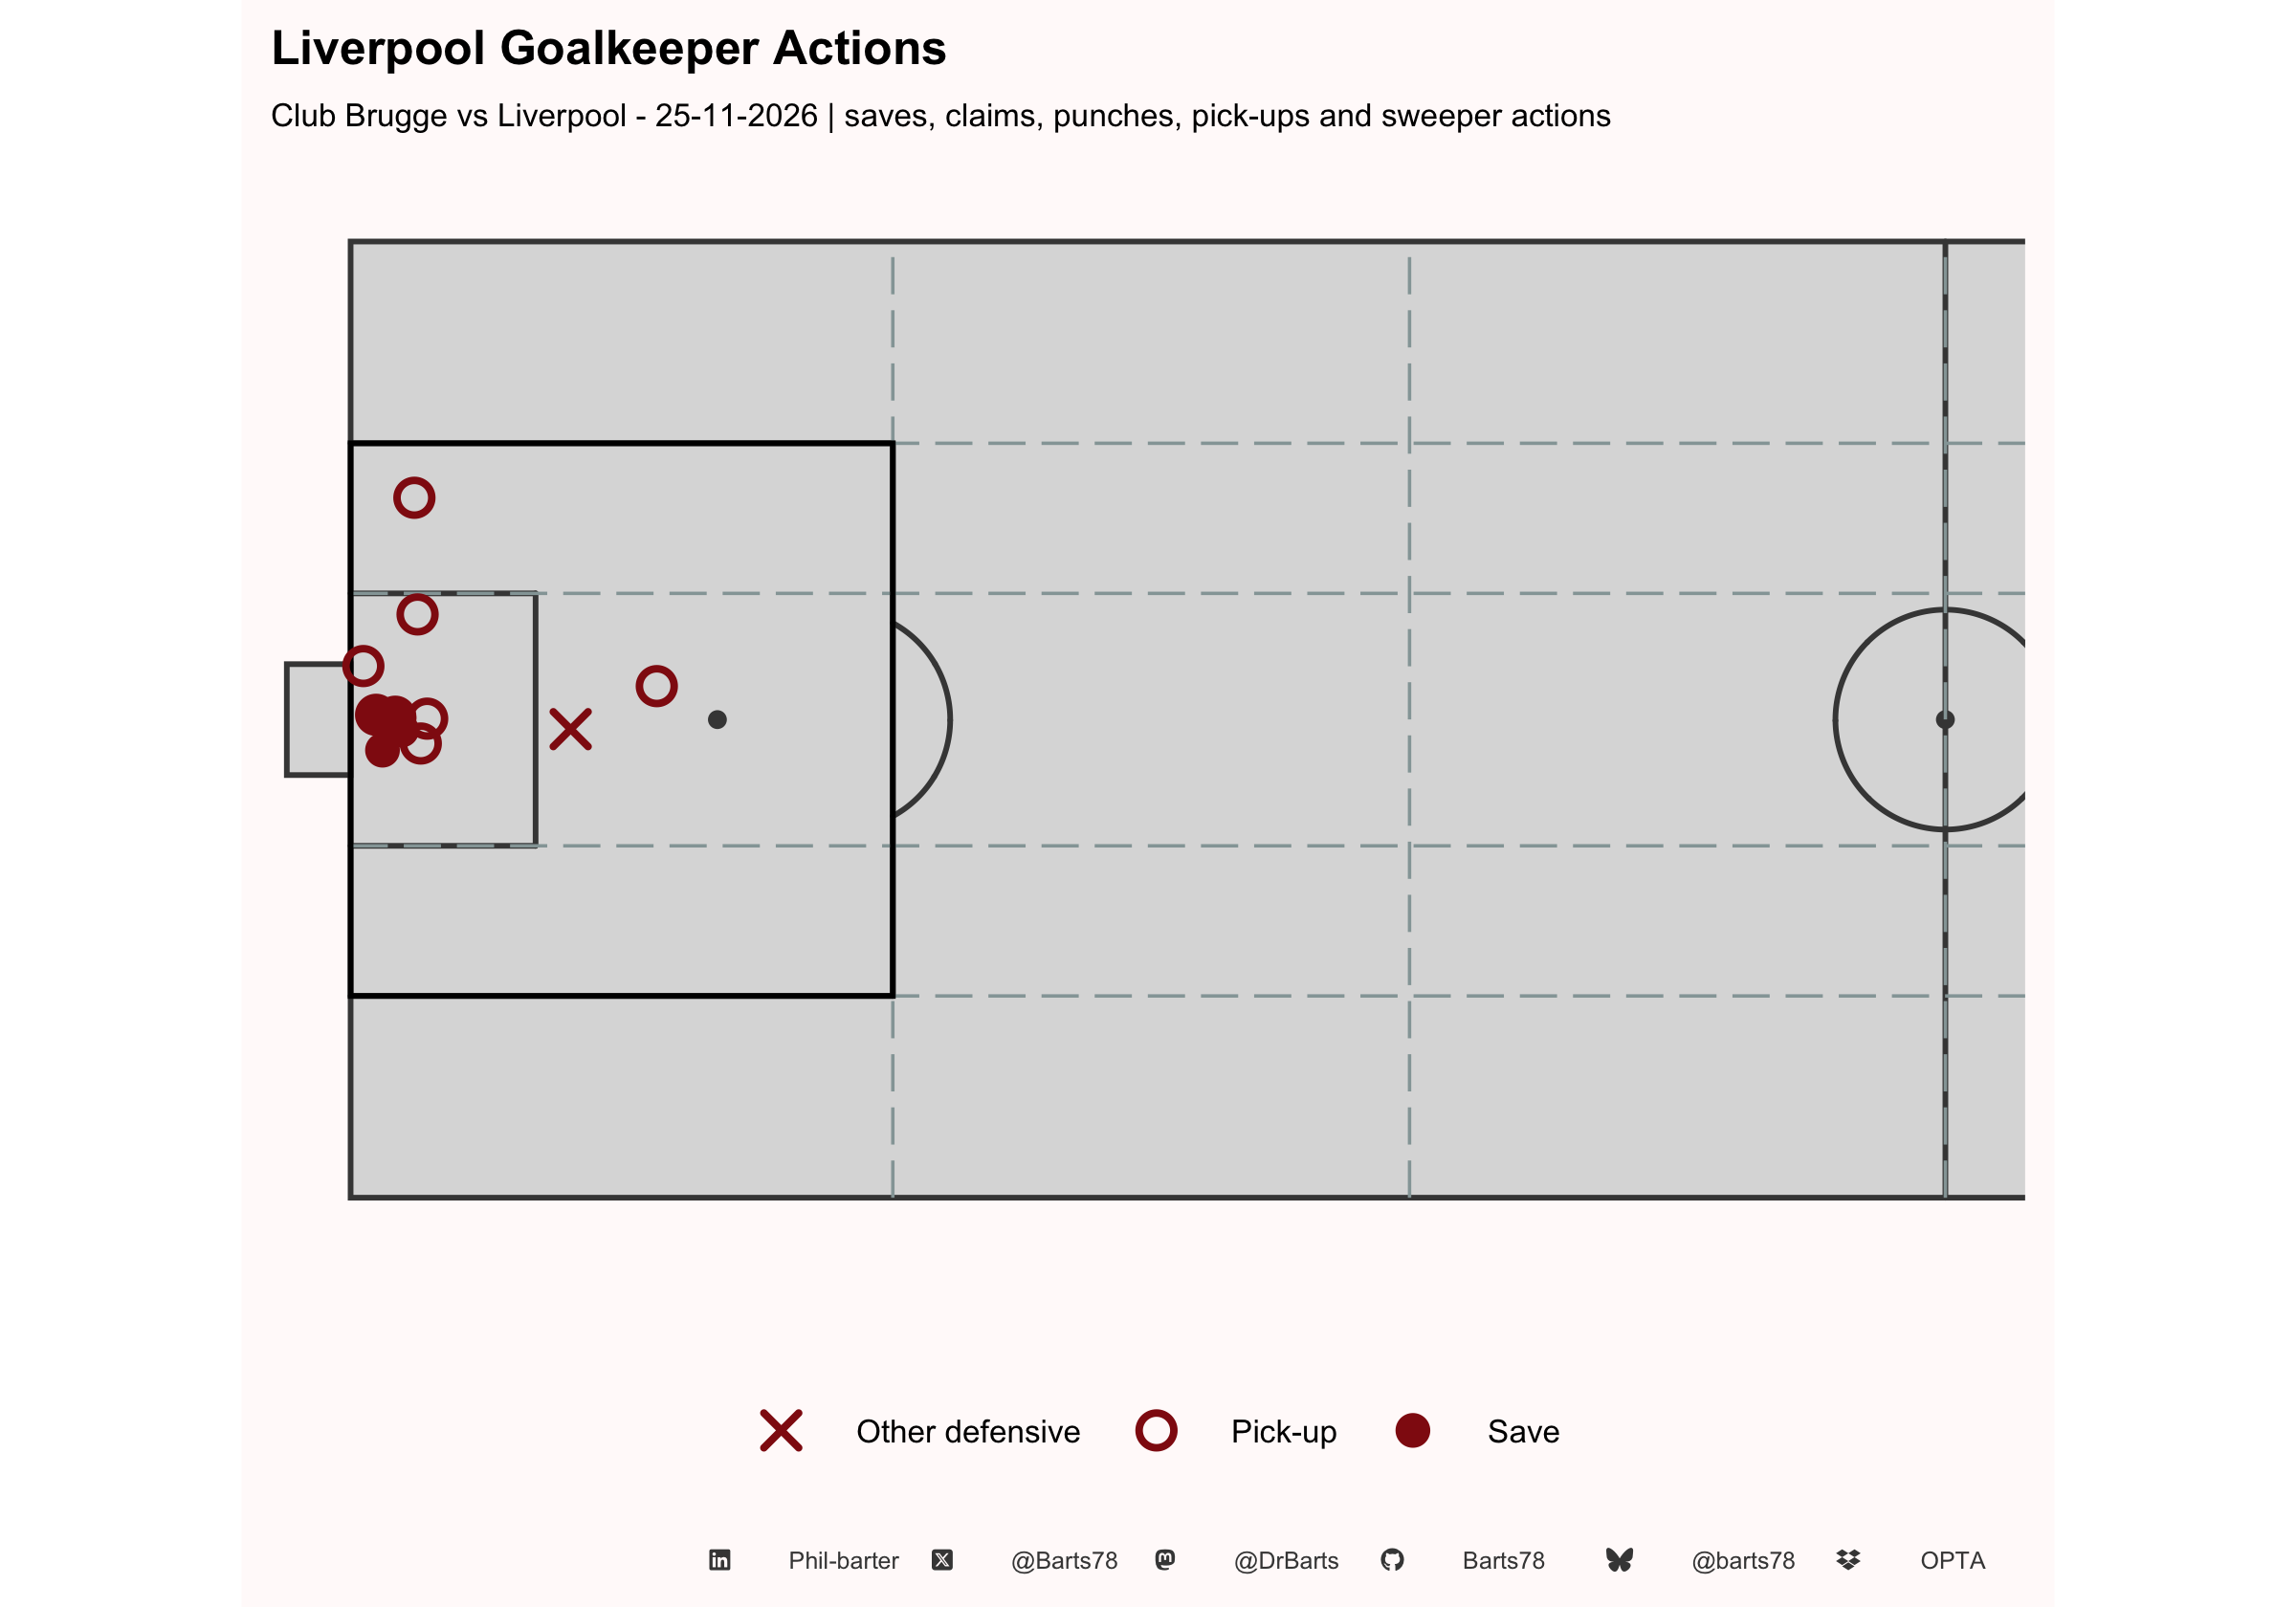 Liverpool Goalkeeper Actions
Club Brugge vs Liverpool - 25-11-2026 | saves, claims, punches, pick-ups and sweeper actions
Other defensive Pick-up Save
Phil-barter @Barts78 @DrBarts Barts78 @barts78 OPTA